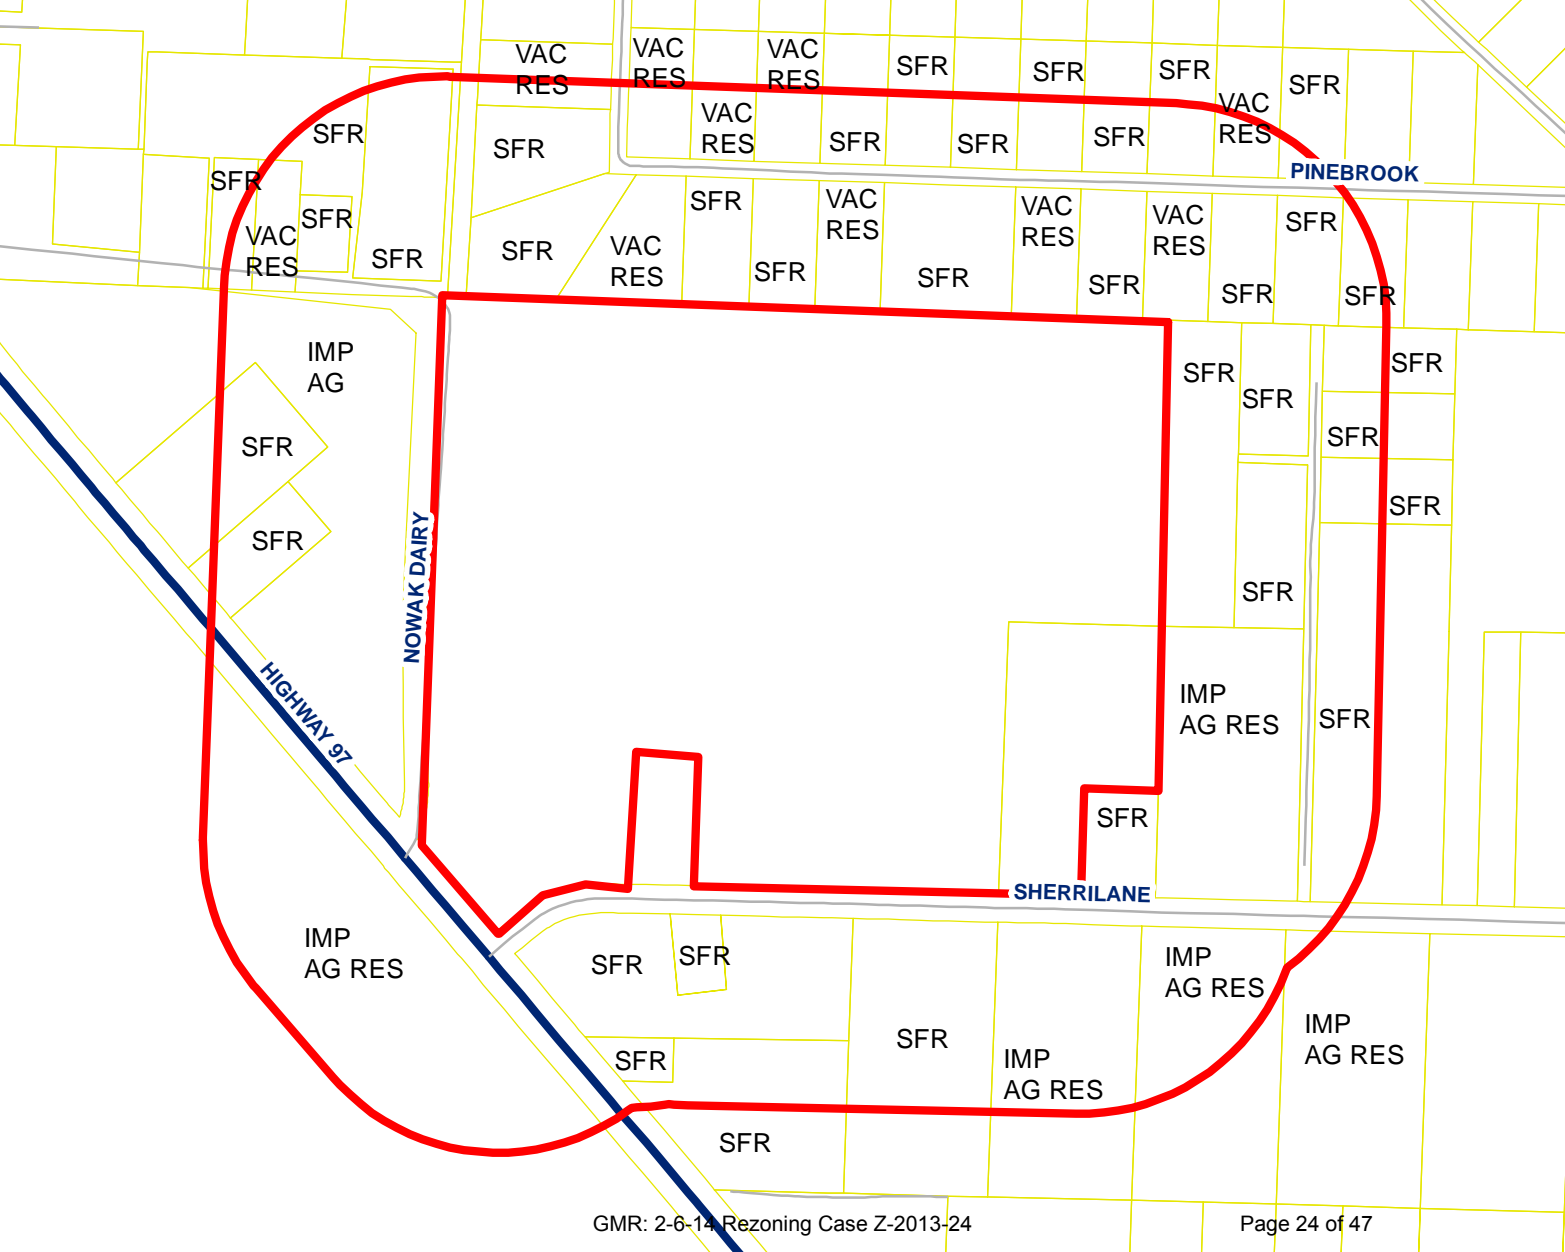 VAC
RES
VAC
RES
VAC
RES
SFR
SFR
SFR
SFR
VAC
RES
VAC
RES
SFR
SFR
SFR
SFR
SFR
PINEBROOK
SFR
SFR
VAC
RES
SFR
SFR
SFR
VAC
RES
SFR
SFR
VAC
RES
SFR
VAC
RES
SFR
VAC
RES
SFR
SFR
SFR
IMP
AG
SFR
SFR
SFR
SFR
SFR
SFR
SFR
SFR
NOWAK DAIRY
HIGHWAY 97
IMP
AG RES
SFR
SFR
SHERRILANE
IMP
AG RES
SFR
SFR
IMP
AG RES
SFR
SFR
IMP
AG RES
IMP
AG RES
SFR
GMR: 2-6-14 Rezoning Case Z-2013-24
Page 24 of 47